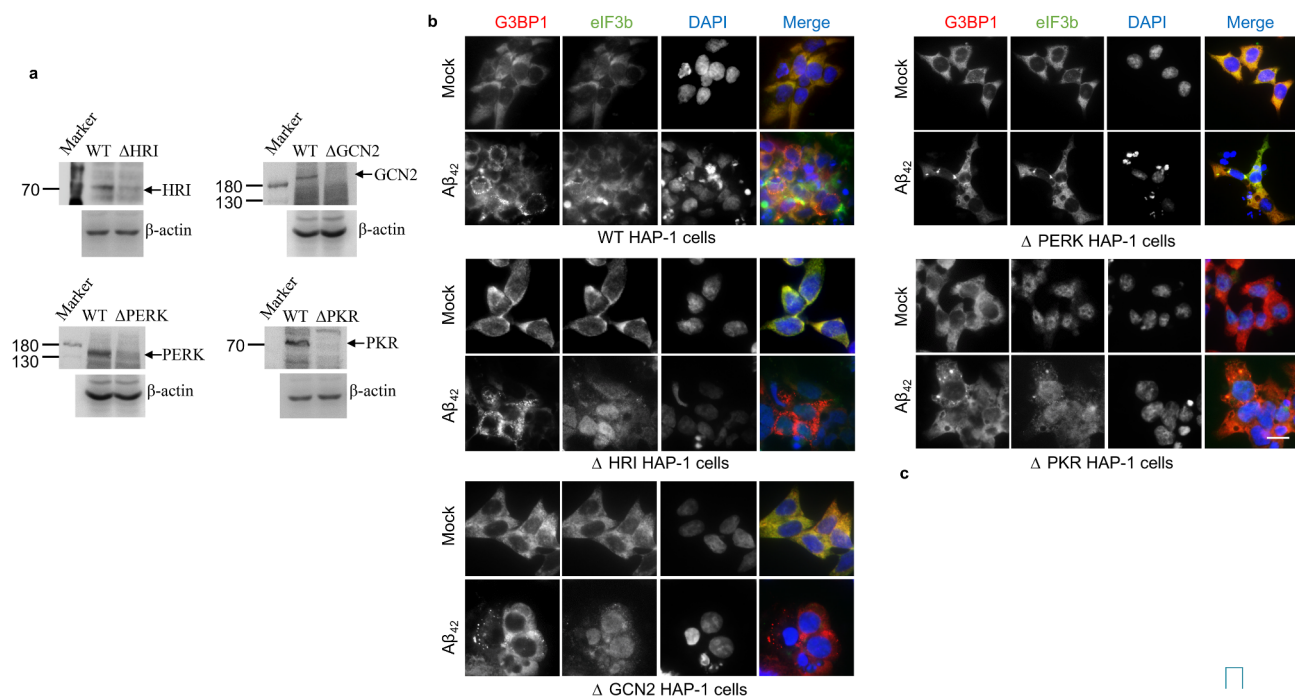 a
Marker
WT ΔHRI
70
HRI
β-actin
Marker
WT ΔGCN2
180
130
GCN2
β-actin
Marker
WT ΔPERK
180
130
PERK
β-actin
Marker
WT ΔPKR
70
PKR
β-actin
b
G3BP1 eIF3b DAPI Merge
Mock
Aβ42
WT HAP-1 cells
Mock
Aβ42
Δ HRI HAP-1 cells
Mock
Aβ42
Δ GCN2 HAP-1 cells
G3BP1 eIF3b DAPI Merge
Mock
Aβ42
Δ PERK HAP-1 cells
Mock
Aβ42
Δ PKR HAP-1 cells
c